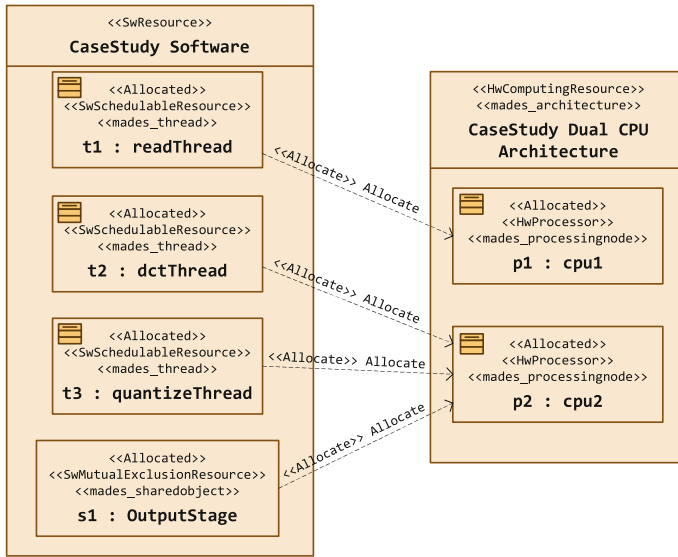 <<SwResource>>
CaseStudy Software
<<Allocated>>
<<SwSchedulableResource>>
<<mades_thread>>
t1 : readThread
<<Allocated>>
<<SwSchedulableResource>>
<<mades_thread>>
t2 : dctThread
<<Allocated>>
<<SwSchedulableResource>>
<<mades_thread>>
t3 : quantizeThread
<<Allocated>>
<<SwMutualExclusionResource>>
<<mades_sharedobject>>
s1 : OutputStage
<<Allocate>> Allocate
<<Allocate>> Allocate
<<Allocate>> Allocate
<<Allocate>> Allocate
<<HwComputingResource>>
<<mades_architecture>>
CaseStudy Dual CPU
Architecture
<<Allocated>>
<<HwProcessor>>
<<mades_processingnode>>
p1 : cpu1
<<Allocated>>
<<HwProcessor>>
<<mades_processingnode>>
p2 : cpu2